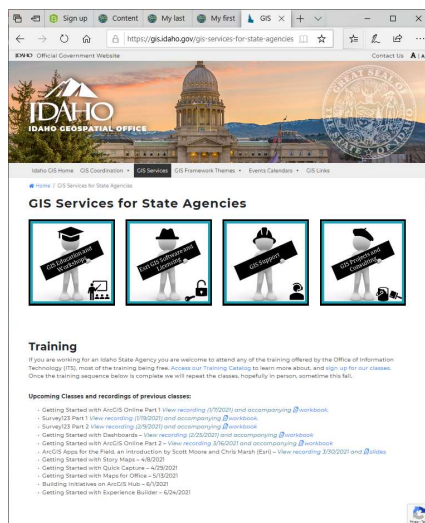 Sign up
Content
My last
My first
GIS
https://gis.idaho.gov/gis-services-for-state-agencies
IDAHO Official Government Website
Contact Us
A
IDAHO
IDAHO GEOSPATIAL OFFICE
GREAT SEAL OF
Idaho GIS Home GIS Coordination GIS Services GIS Framework Themes Events Calendars GIS Links
Home / GIS Services for State Agencies
GIS Services for State Agencies
GIS Education and Workshops
Esri GIS Software and Licensing
GIS Support
GIS Projects and Consulting
Training
If you are working for an Idaho State Agency you are welcome to attend any of the training offered by the Office of Information
Technology (ITS), most of the training being free. Access our Training Catalog to learn more about, and sign up for our classes.
Once the training sequence below is complete we will repeat the classes, hopefully in person, sometime this fall.
Upcoming Classes and recordings of previous classes:
- Getting Started with ArcGIS Online Part 1 View recording (1/7/2021) and accompanying workbook.
- Survey123 Part 1 View recording (1/19/2021) and accompanying workbook.
- Survey123 Part 2 View recording (2/9/2021) and accompanying workbook
- Getting Started with Dashboards – View recording (2/25/2021) and accompanying workbook
- Getting Started with ArcGIS Online Part 2 – View recording 3/16/2021 and accompanying workbook
- ArcGIS Apps for the Field, an introduction by Scott Moore and Chris Marsh (Esri) – View recording 3/30/2021 and slides
- Getting Started with Story Maps – 4/8/2021
- Getting Started with Quick Capture – 4/29/2021
- Getting Started with Maps for Office – 5/13/2021
- Building Initiatives on ArcGIS Hub – 6/1/2021
- Getting Started with Experience Builder – 6/24/2021